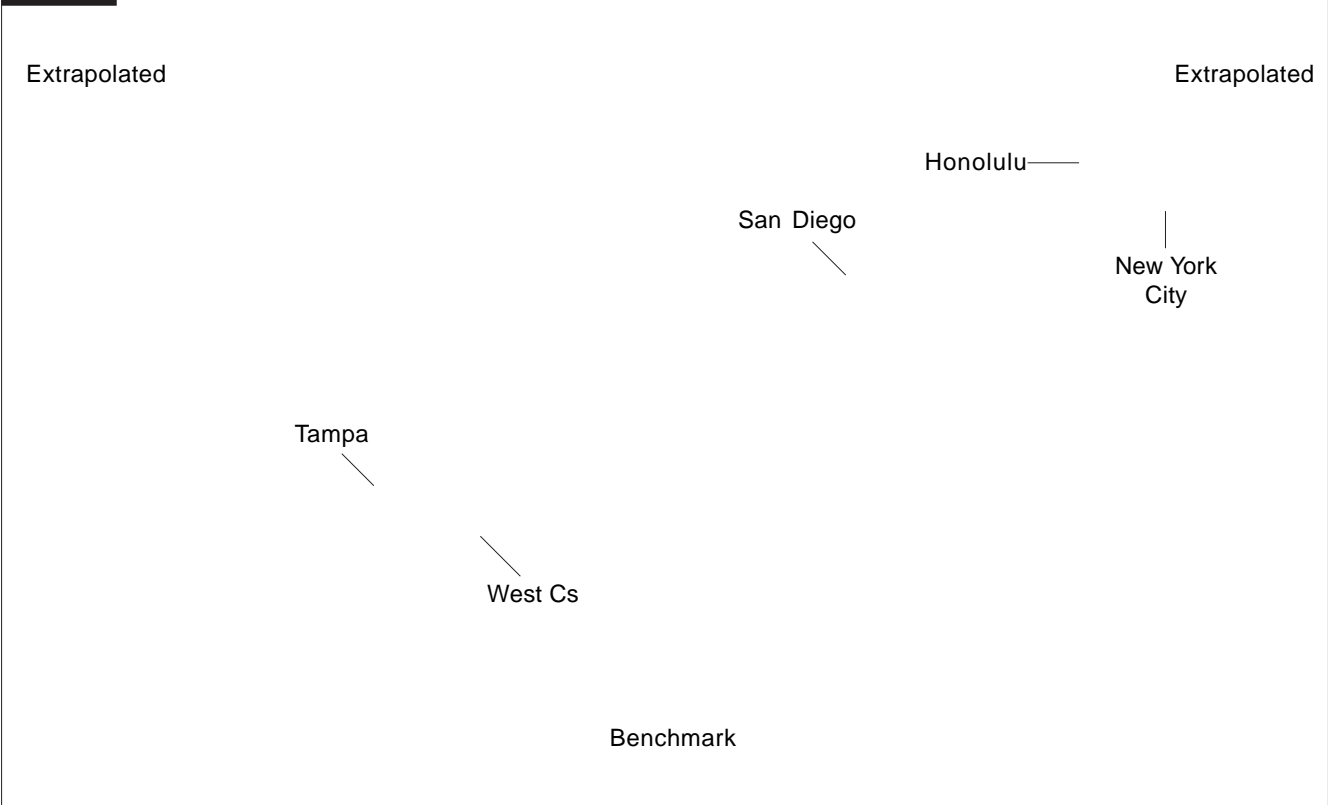 Extrapolated
Extrapolated
Honolulu
San Diego
New York
City
Tampa
West Cs
Benchmark